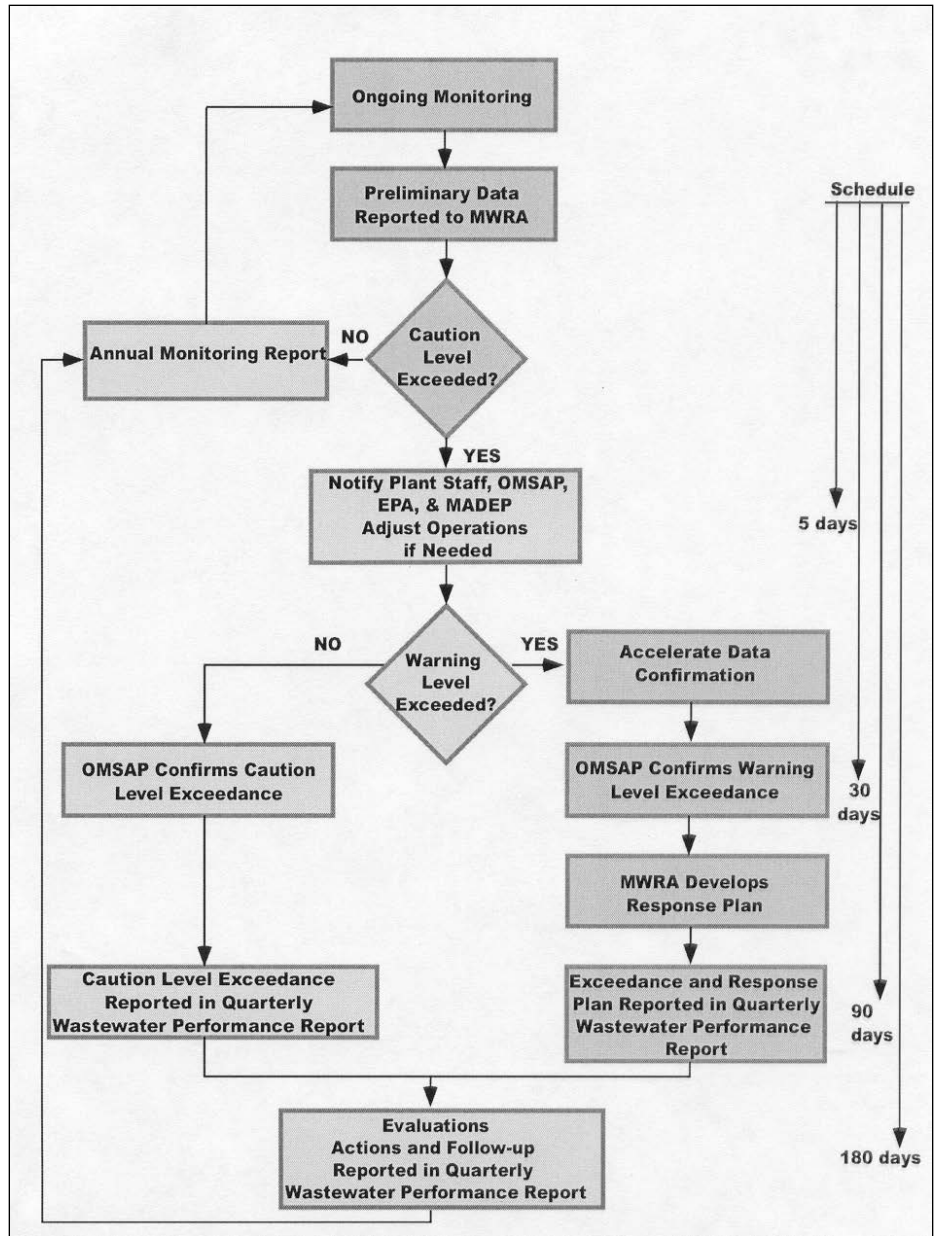 Ongoing Monitoring
Preliminary Data
Reported to MWRA
Schedule
Annual Monitoring Report
NO
Caution
Level
Exceeded?
YES
Notify Plant Staff, OMSAP,
EPA, & MADEP
Adjust Operations
if Needed
5 days
NO
Warning
Level
Exceeded?
YES
Accelerate Data
Confirmation
OMSAP Confirms Caution
Level Exceedance
OMSAP Confirms Warning
Level Exceedance
30
days
MWRA Develops
Response Plan
Caution Level Exceedance
Reported in Quarterly
Wastewater Performance Report
Exceedance and Response
Plan Reported in Quarterly
Wastewater Performance
Report
90
days
Evaluations
Actions and Follow-up
Reported in Quarterly
Wastewater Performance Report
180 days